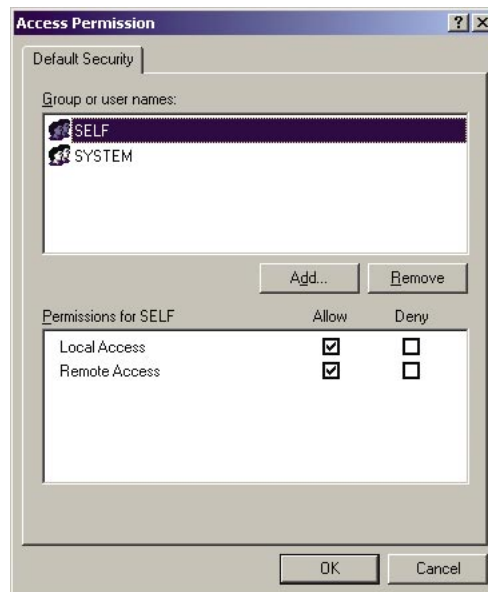 Access Permission
Default Security
Group or user names:
SELF
SYSTEM
Add... Remove
Permissions for SELF Allow Deny
Local Access
Remote Access
OK Cancel